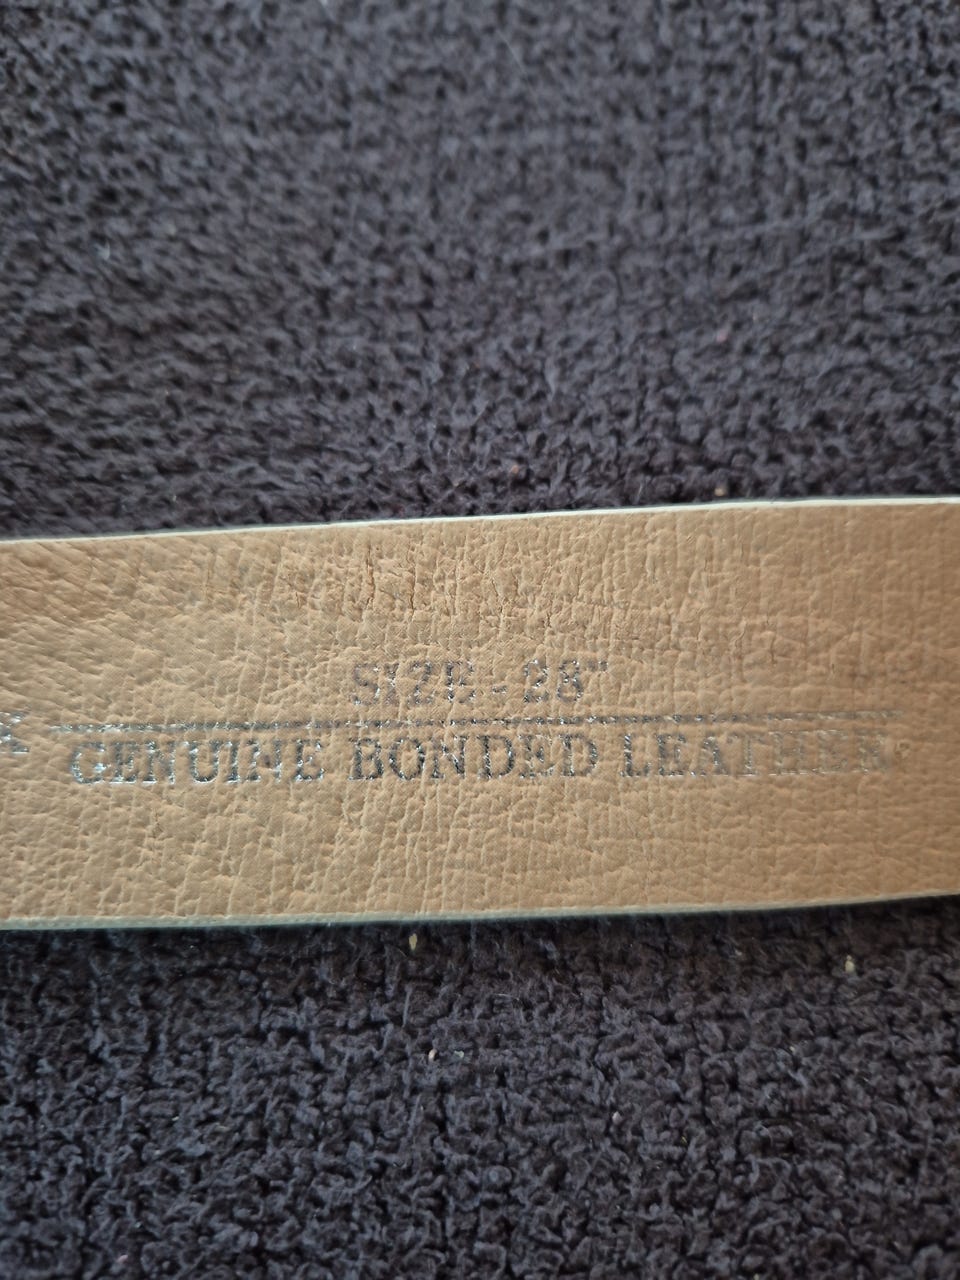 SIZE - 28"
GENUINE BONDED LEATHER